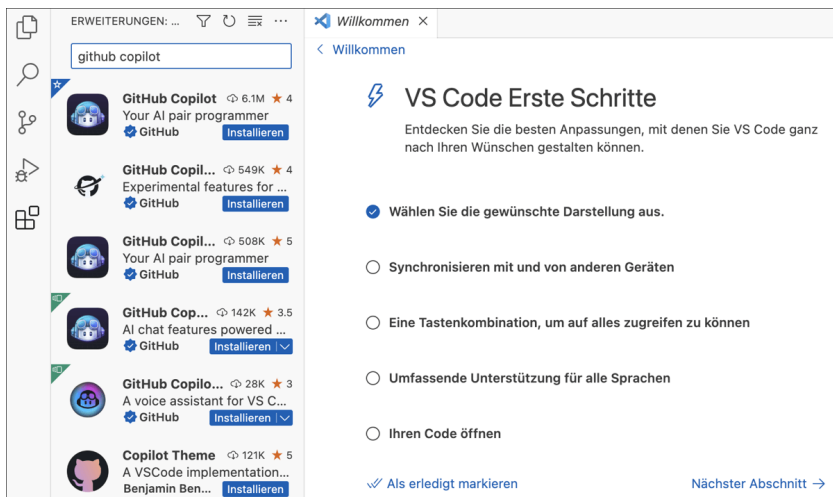 ERWEITERUNGEN: ...
github copilot
GitHub Copilot 6.1M ★ 4
Your AI pair programmer
GitHub Installieren
GitHub Copil... 549K ★ 4
Experimental features for ...
GitHub Installieren
GitHub Copil... 508K ★ 5
Your AI pair programmer
GitHub Installieren
GitHub Cop... 142K ★ 3.5
AI chat features powered ...
GitHub Installieren
GitHub Copilo... 28K ★ 3
A voice assistant for VS C...
GitHub Installieren
Copilot Theme 121K ★ 5
A VSCode implementation...
Benjamin Ben... Installieren
Willkommen
Willkommen
VS Code Erste Schritte
Entdecken Sie die besten Anpassungen, mit denen Sie VS Code ganz
nach Ihren Wünschen gestalten können.
Wählen Sie die gewünschte Darstellung aus.
Synchronisieren mit und von anderen Geräten
Eine Tastenkombination, um auf alles zugreifen zu können
Umfassende Unterstützung für alle Sprachen
Ihren Code öffnen
Als erledigt markieren
Nächster Abschnitt →